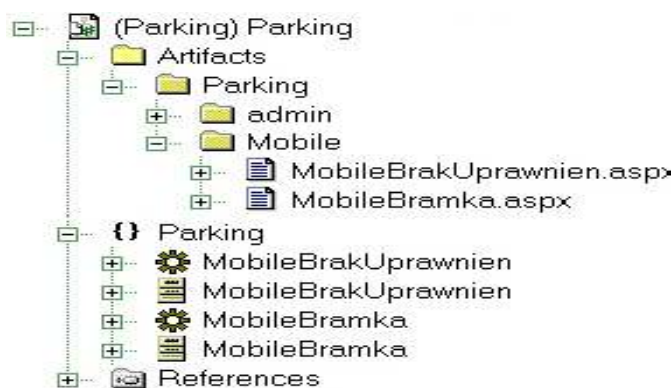 (Parking) Parking
Artifacts
Parking
admin
Mobile
MobileBrakUprawnien.aspx
MobileBramka.aspx
{} Parking
MobileBrakUprawnien
MobileBrakUprawnien
MobileBramka
MobileBramka
References